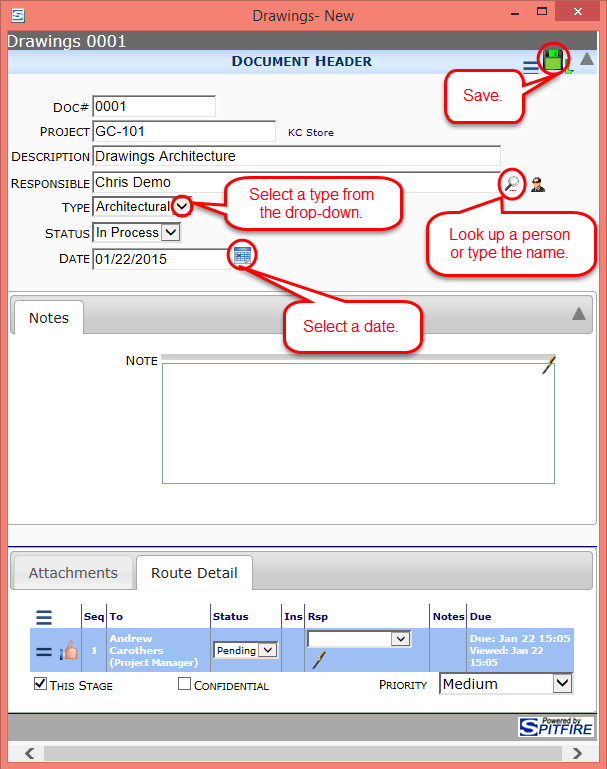 Drawings- New
Drawings 0001
DOCUMENT HEADER
Save.
DOC# 0001
PROJECT GC-101 KC Store
DESCRIPTION Drawings Architecture
RESPONSIBLE Chris Demo
TYPE Architectural
Select a type from
the drop-down.
Look up a person
or type the name.
STATUS In Process
DATE 01/22/2015
Select a date.
Notes
NOTE
Attachments Route Detail
Seq To Status Ins Rsp Notes Due
1 Andrew
Carothers
(Project Manager)
Pending
Due: Jan 22 15:05
Viewed: Jan 22
15:05
THIS STAGE CONFIDENTIAL PRIORITY Medium
Powered by
SPITFIRE